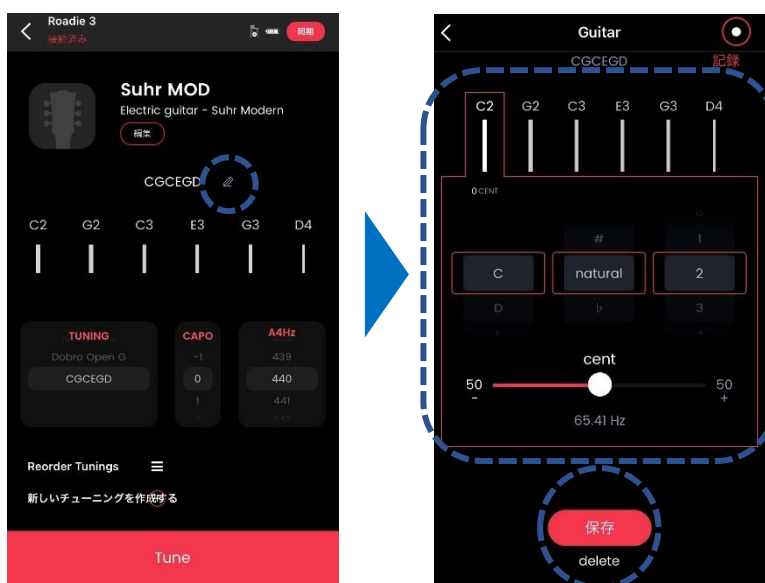 Roadie 3
接続済み
同期
Suhr MOD
Electric guitar - Suhr Modern
編集
CGCEGD
C2 G2 C3 E3 G3 D4
TUNING CAPO A4Hz
Dobro Open G -1 439
CGCEGD 0 440
1 441
Reorder Tunings
新しいチューニングを作成する
Tune
Guitar
CGCEGD 記録
C2 G2 C3 E3 G3 D4
0 CENT
# 1
C natural 2
D ♭ 3
cent
50 50
- +
65.41 Hz
保存
delete